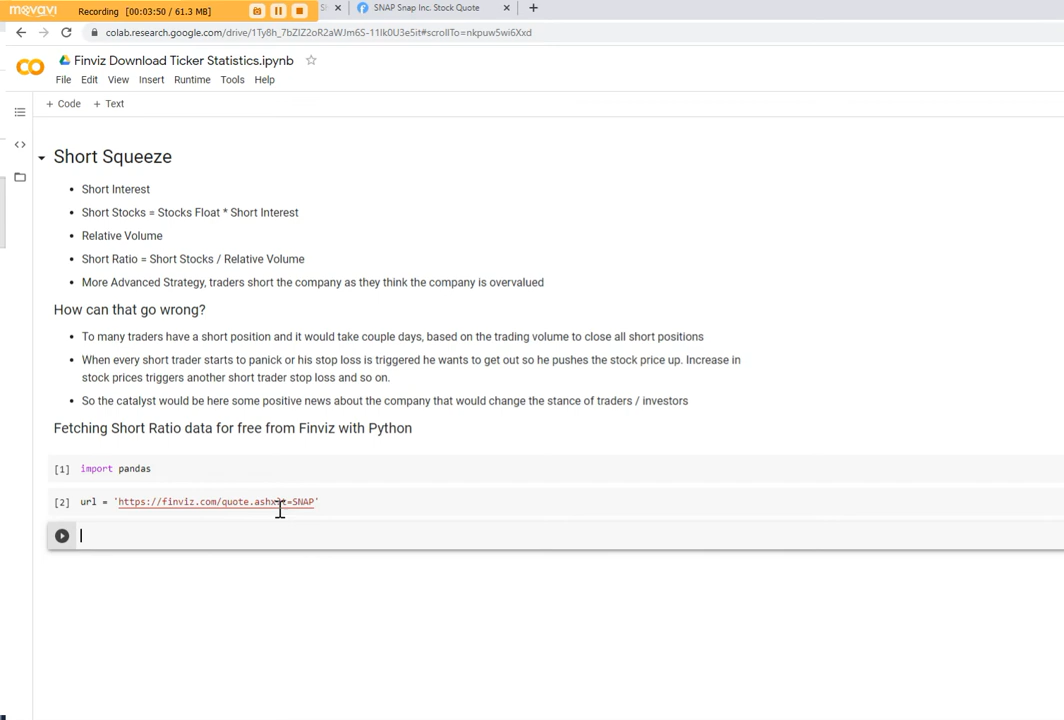 movavi Recording [00:03:50 / 61.3 MB]
SNAP Snap Inc. Stock Quote
colab.research.google.com/drive/1Ty8h_7bZIZ2oR2aWJm6S-11Ik0U3e5it#scrollTo=nkpuw5wi6Xxd
Finviz Download Ticker Statistics.ipynb
File Edit View Insert Runtime Tools Help
+ Code + Text
Short Squeeze
• Short Interest
• Short Stocks = Stocks Float * Short Interest
• Relative Volume
• Short Ratio = Short Stocks / Relative Volume
• More Advanced Strategy, traders short the company as they think the company is overvalued
How can that go wrong?
• To many traders have a short position and it would take couple days, based on the trading volume to close all short positions
• When every short trader starts to panick or his stop loss is triggered he wants to get out so he pushes the stock price up. Increase in
stock prices triggers another short trader stop loss and so on.
• So the catalyst would be here some positive news about the company that would change the stance of traders / investors
Fetching Short Ratio data for free from Finviz with Python
[1] import pandas
[2] url =